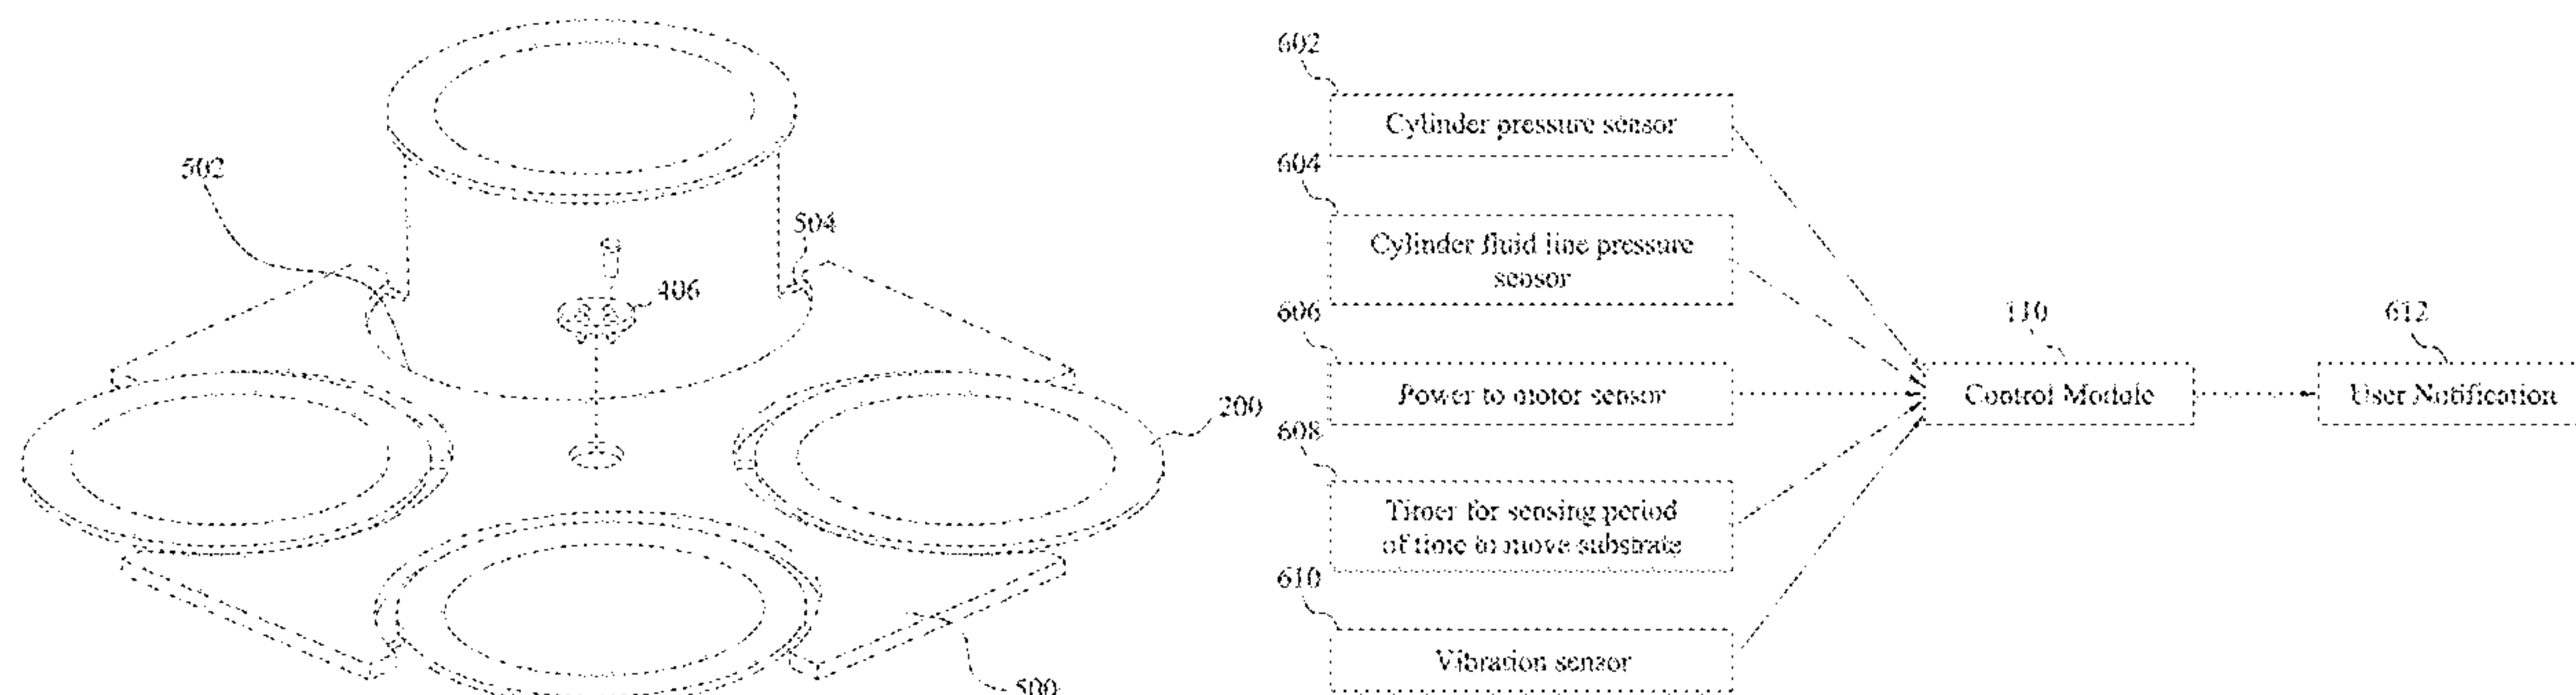 502
504
406
200
500
602
Cylinder pressure sensor
604
Cylinder fluid line pressure
sensor
606
Power to motor sensor
608
Timer for sensing period
of time to move substrate
610
Vibration sensor
110
Control Module
612
User Notification